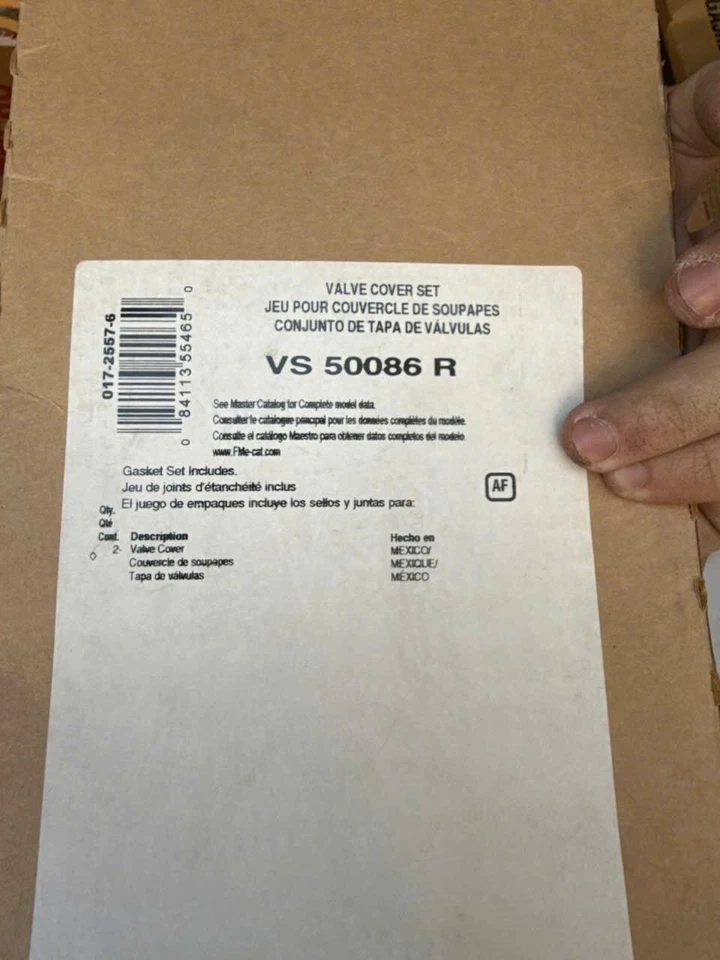 VALVE COVER SET
JEU POUR COUVERCLE DE SOUPAPES
CONJUNTO DE TAPA DE VÁLVULAS
VS 50086 R
017-2557-6
0 84113 55465 0
See Master Catalog for Complete model data.
Consulter le catalogue principal pour les données complètes du modèle.
Consulte el catálogo Maestro para obtener datos completos del modelo.
www.FMe-cat.com
Gasket Set Includes.
Jeu de joints d'étanchéité inclus
El juego de empaques incluye los sellos y juntas para:
AF
Qty.
Qté
Cant. Description Hecho en
2- Valve Cover MEXICO/
Couvercle de soupapes MEXIQUE/
Tapa de válvulas MÉXICO